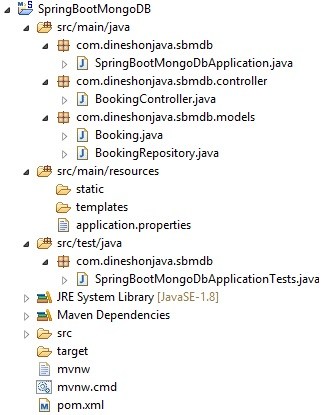 SpringBootMongoDB
src/main/java
com.dineshonjava.sbmdb
SpringBootMongoDbApplication.java
com.dineshonjava.sbmdb.controller
BookingController.java
com.dineshonjava.sbmdb.models
Booking.java
BookingRepository.java
src/main/resources
static
templates
application.properties
src/test/java
com.dineshonjava.sbmdb
SpringBootMongoDbApplicationTests.java
JRE System Library [JavaSE-1.8]
Maven Dependencies
src
target
mvnw
mvnw.cmd
pom.xml